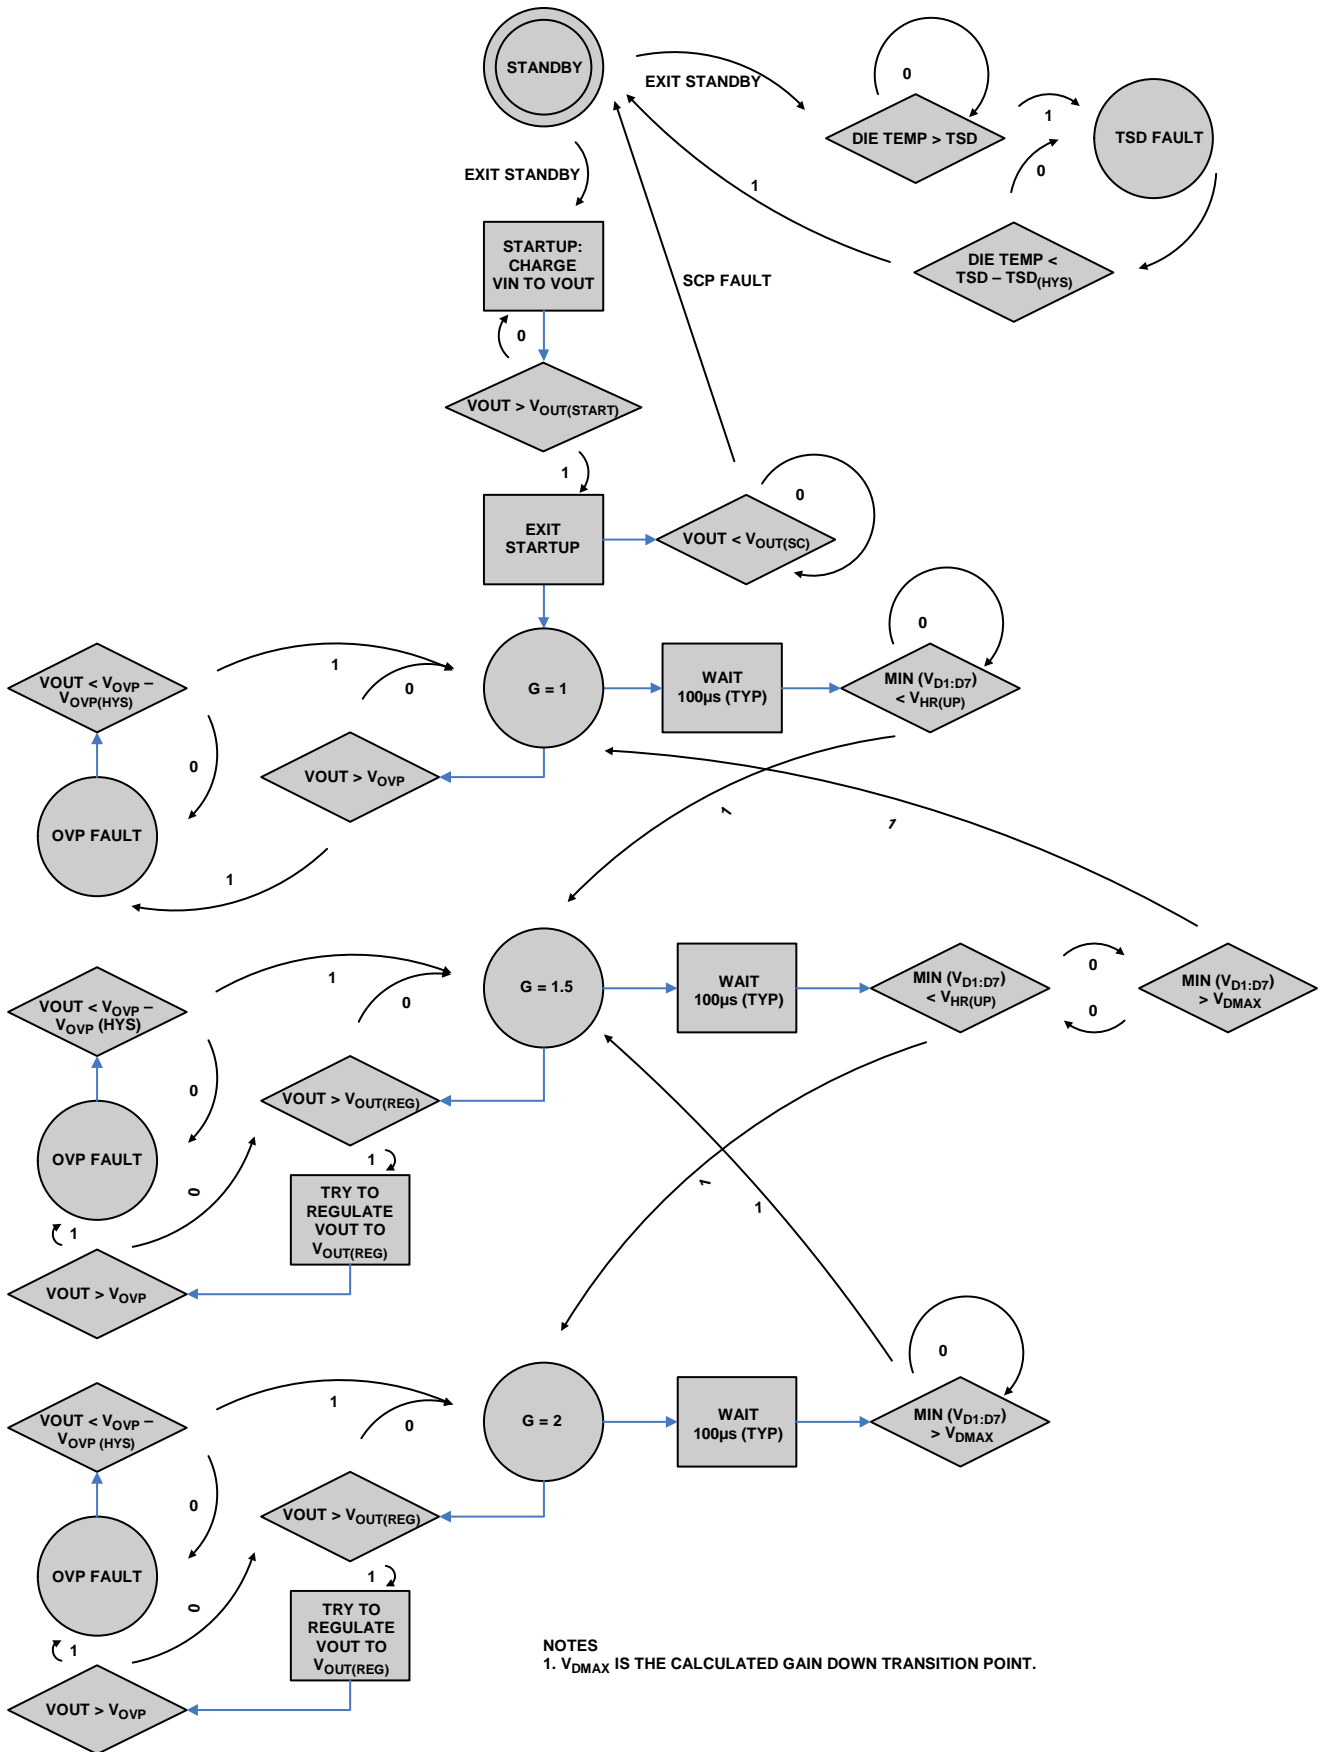 STANDBY
EXIT STANDBY
0
DIE TEMP > TSD
1
TSD FAULT
0
EXIT STANDBY
1
STARTUP:
CHARGE
VIN TO VOUT
DIE TEMP <
TSD – TSD(HYS)
SCP FAULT
0
VOUT > VOUT(START)
1
0
EXIT
STARTUP
VOUT < VOUT(SC)
0
VOUT < VOVP –
VOVP(HYS)
1
0
G = 1
WAIT
100µs (TYP)
MIN (VD1:D7)
< VHR(UP)
0
VOUT > VOVP
OVP FAULT
1
1
1
VOUT < VOVP –
VOVP (HYS)
1
0
G = 1.5
WAIT
100µs (TYP)
MIN (VD1:D7)
< VHR(UP)
0
0
MIN (VD1:D7)
> VDMAX
0
VOUT > VOUT(REG)
OVP FAULT
0
1
TRY TO
REGULATE
VOUT TO
VOUT(REG)
1
VOUT > VOVP
1
1
0
VOUT < VOVP –
VOVP (HYS)
1
0
G = 2
WAIT
100µs (TYP)
MIN (VD1:D7)
> VDMAX
0
VOUT > VOUT(REG)
OVP FAULT
0
1
TRY TO
REGULATE
VOUT TO
VOUT(REG)
1
VOUT > VOVP
NOTES
1. VDMAX IS THE CALCULATED GAIN DOWN TRANSITION POINT.